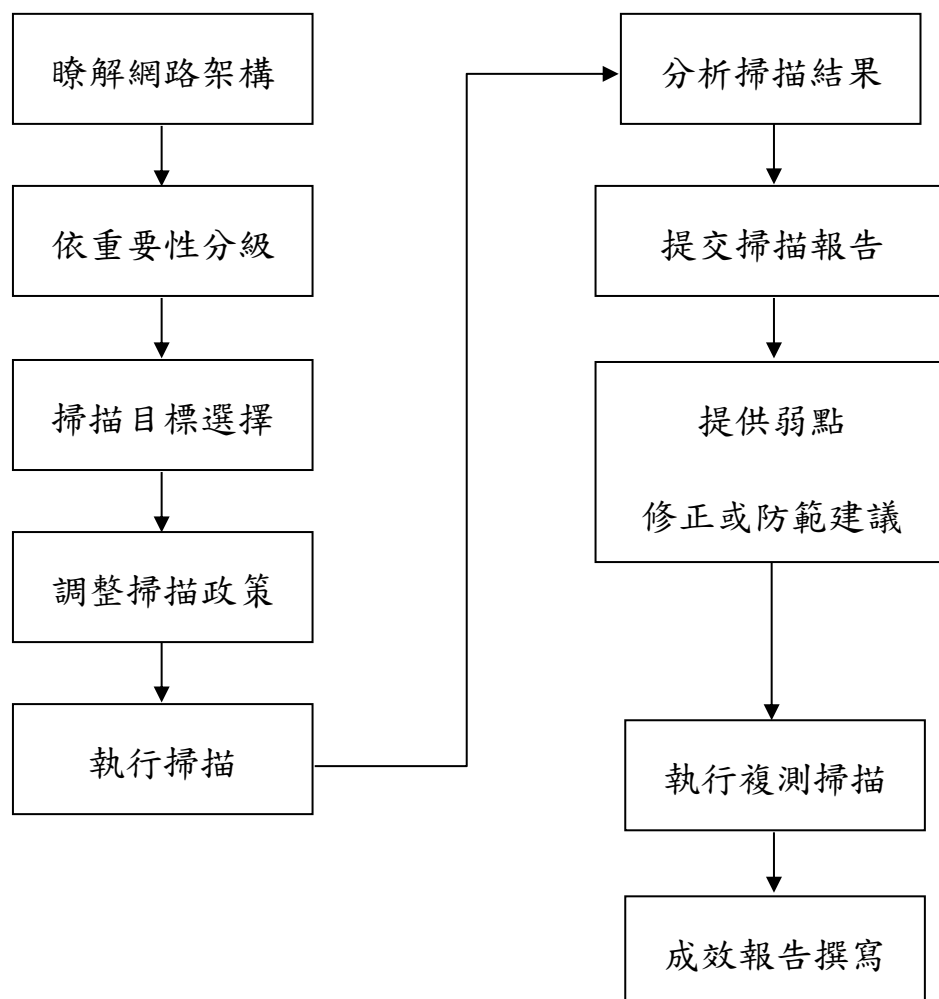 瞭解網路架構
依重要性分級
掃描目標選擇
調整掃描政策
執行掃描
分析掃描結果
提交掃描報告
提供弱點
修正或防範建議
執行複測掃描
成效報告撰寫